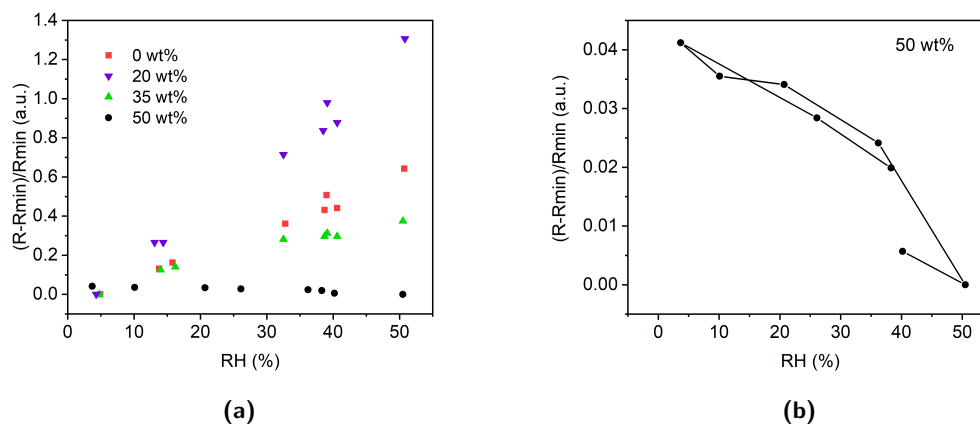 1.4
1.2
1.0
0.8
0.6
0.4
0.2
0.0
(R-Rmin)/Rmin (a.u.)
0 wt%
20 wt%
35 wt%
50 wt%
0 10 20 30 40 50
RH (%)
(a)
50 wt%
0.04
0.03
0.02
0.01
0.00
(R-Rmin)/Rmin (a.u.)
0 10 20 30 40 50
RH (%)
(b)